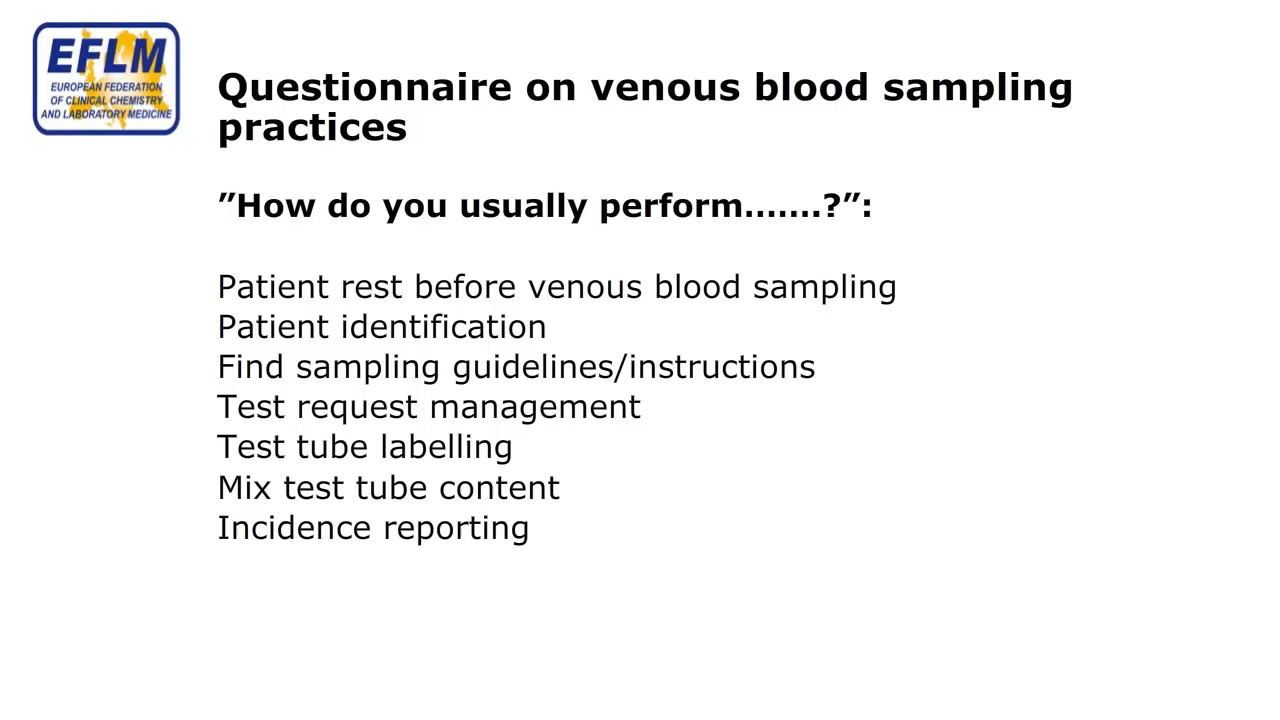 EFLM
EUROPEAN FEDERATION
OF CLINICAL CHEMISTRY
AND LABORATORY MEDICINE
Questionnaire on venous blood sampling
practices
”How do you usually perform.......?”:
Patient rest before venous blood sampling
Patient identification
Find sampling guidelines/instructions
Test request management
Test tube labelling
Mix test tube content
Incidence reporting